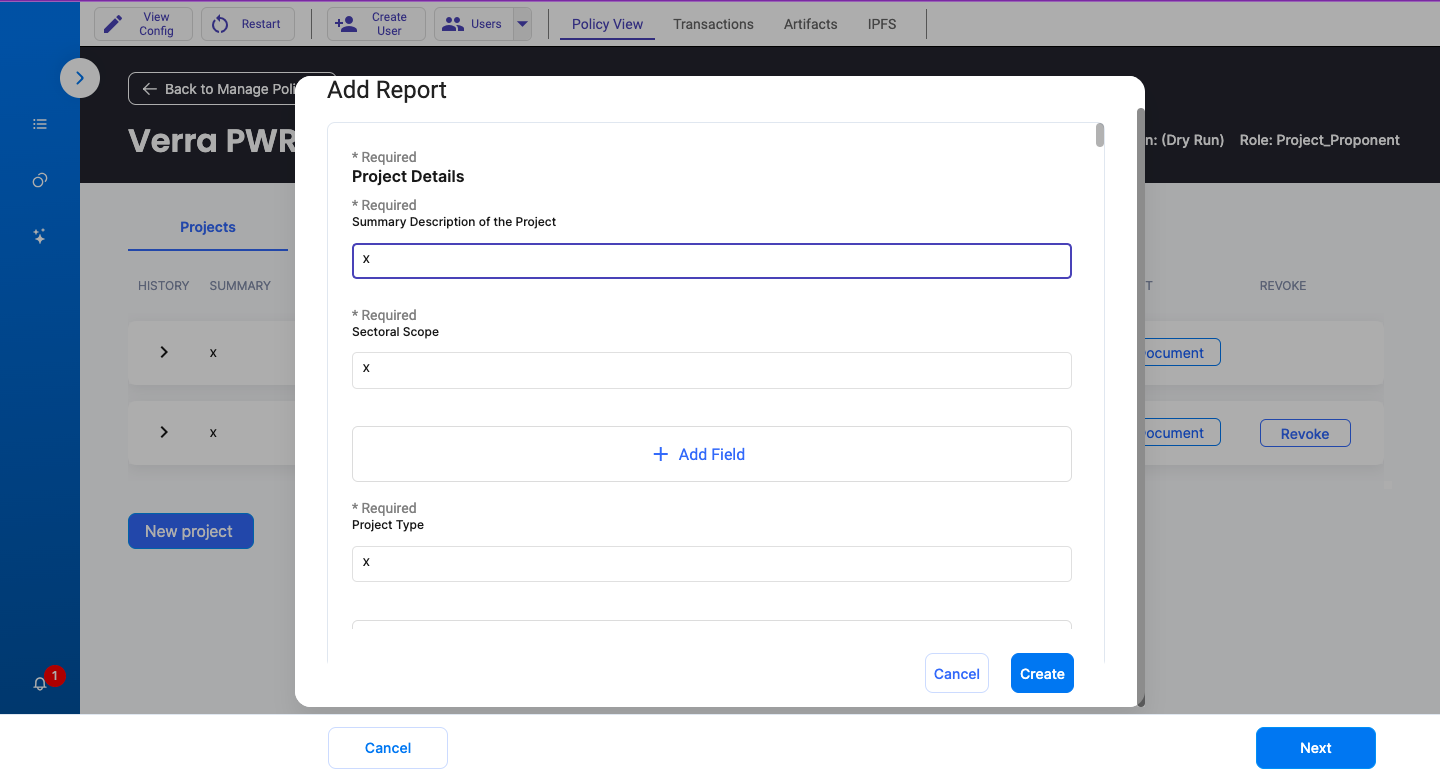 View
Config
Restart
Create
User
Users
Policy View
Transactions
Artifacts
IPFS
Back to Manage Poli
Verra PWR
n: (Dry Run)
Role: Project_Proponent
Projects
HISTORY
SUMMARY
T
REVOKE
x
ocument
x
ocument
Revoke
New project
1
Add Report
* Required
Project Details
* Required
Summary Description of the Project
x
* Required
Sectoral Scope
x
Add Field
* Required
Project Type
x
Cancel
Create
Cancel
Next